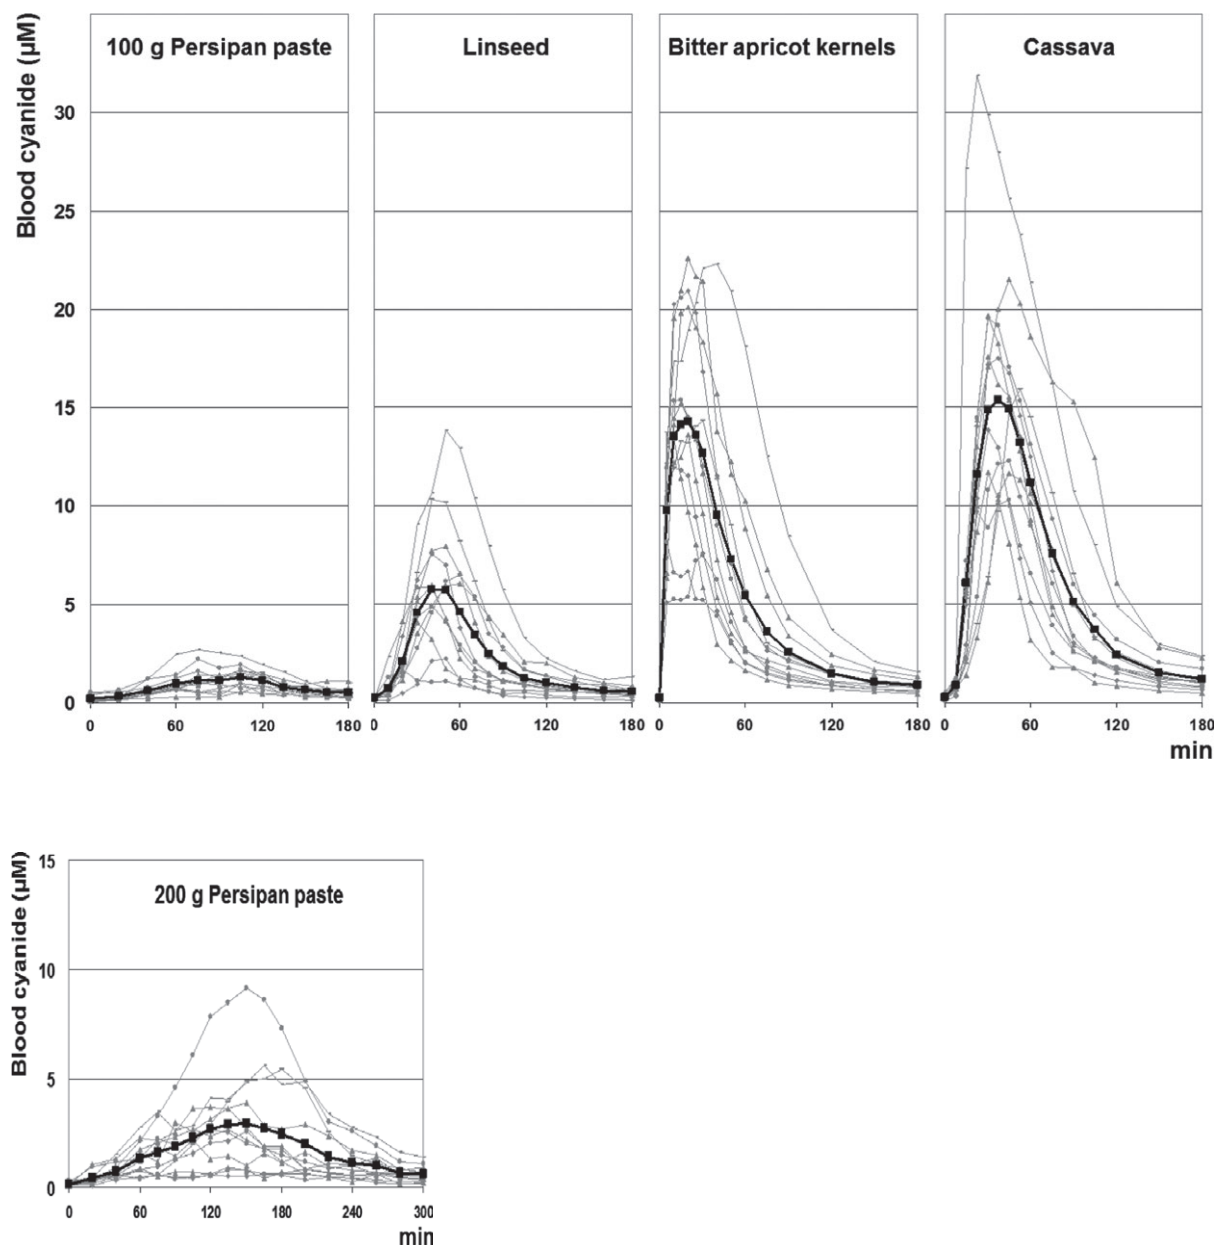 Blood cyanide (µM)
100 g Persipan paste
Linseed
Bitter apricot kernels
Cassava
30
25
20
15
10
5
0
0 60 120 180
0 60 120 180
0 60 120 180
0 60 120 180
min
Blood cyanide (µM)
200 g Persipan paste
15
10
5
0
0 60 120 180 240 300
min